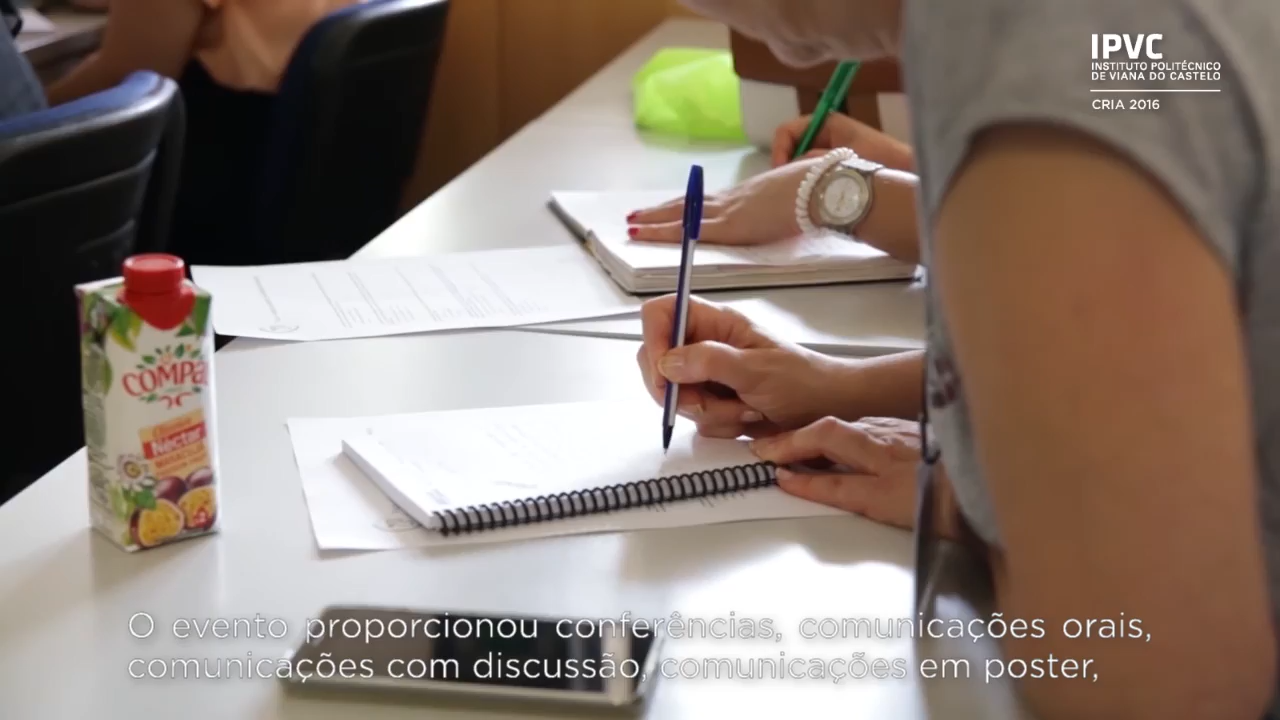 IPVC
INSTITUTO POLITÉCNICO
DE VIANA DO CASTELO
CRIA 2016
COMPAL
Néctar
O evento proporcionou conferências, comunicações orais,
comunicações com discussão, comunicações em poster,